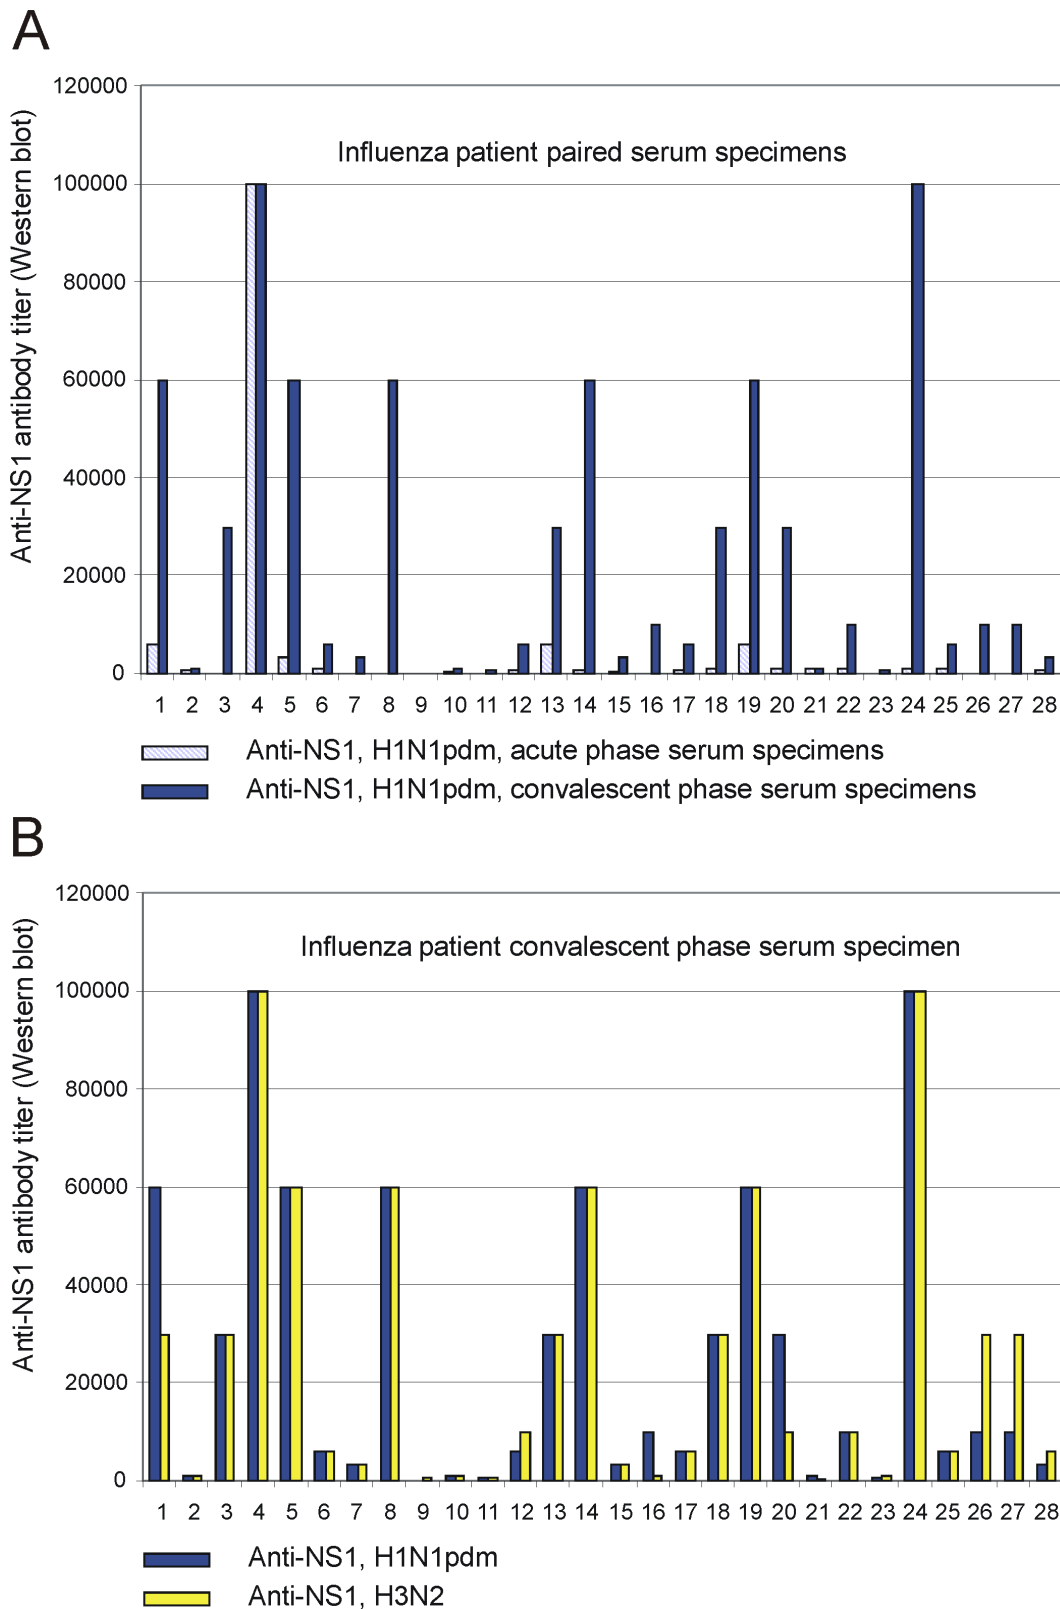 A
Anti-NS1 antibody titer (Western blot)
120000
100000
80000
60000
40000
20000
0
Influenza patient paired serum specimens
1 2 3 4 5 6 7 8 9 10 11 12 13 14 15 16 17 18 19 20 21 22 23 24 25 26 27 28
Anti-NS1, H1N1pdm, acute phase serum specimens
Anti-NS1, H1N1pdm, convalescent phase serum specimens
B
Anti-NS1 antibody titer (Western blot)
120000
100000
80000
60000
40000
20000
0
Influenza patient convalescent phase serum specimen
1 2 3 4 5 6 7 8 9 10 11 12 13 14 15 16 17 18 19 20 21 22 23 24 25 26 27 28
Anti-NS1, H1N1pdm
Anti-NS1, H3N2